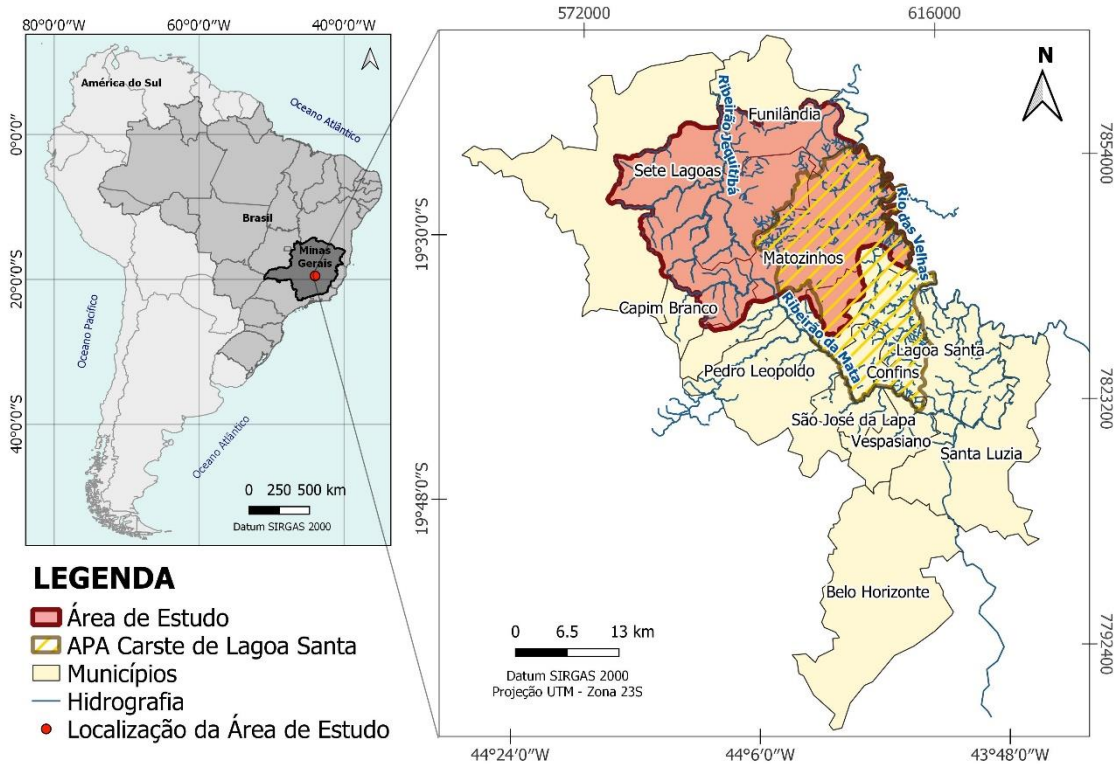 80°0'0"W
60°0'0"W
40°0'0"W
0°0'0"
20°0'0"S
40°0'0"S
América do Sul
Oceano Atlântico
Brasil
Minas
Gerais
Oceano Pacífico
Oceano Atlântico
0 250 500 km
Datum SIRGAS 2000
572000
616000
N
7854000
7823200
7792400
19°30'0"S
19°48'0"S
Ribeirão Jequitibá
Funilândia
Sete Lagoas
Rio das Velhas
Matozinhos
Capim Branco
Ribeirão da Mata
Lagoa Santa
Pedro Leopoldo
Confins
São José da Lapa
Vespasiano
Santa Luzia
Belo Horizonte
0 6.5 13 km
Datum SIRGAS 2000
Projeção UTM - Zona 23S
44°24'0"W
44°6'0"W
43°48'0"W
LEGENDA
Área de Estudo
APA Carste de Lagoa Santa
Municípios
Hidrografia
Localização da Área de Estudo